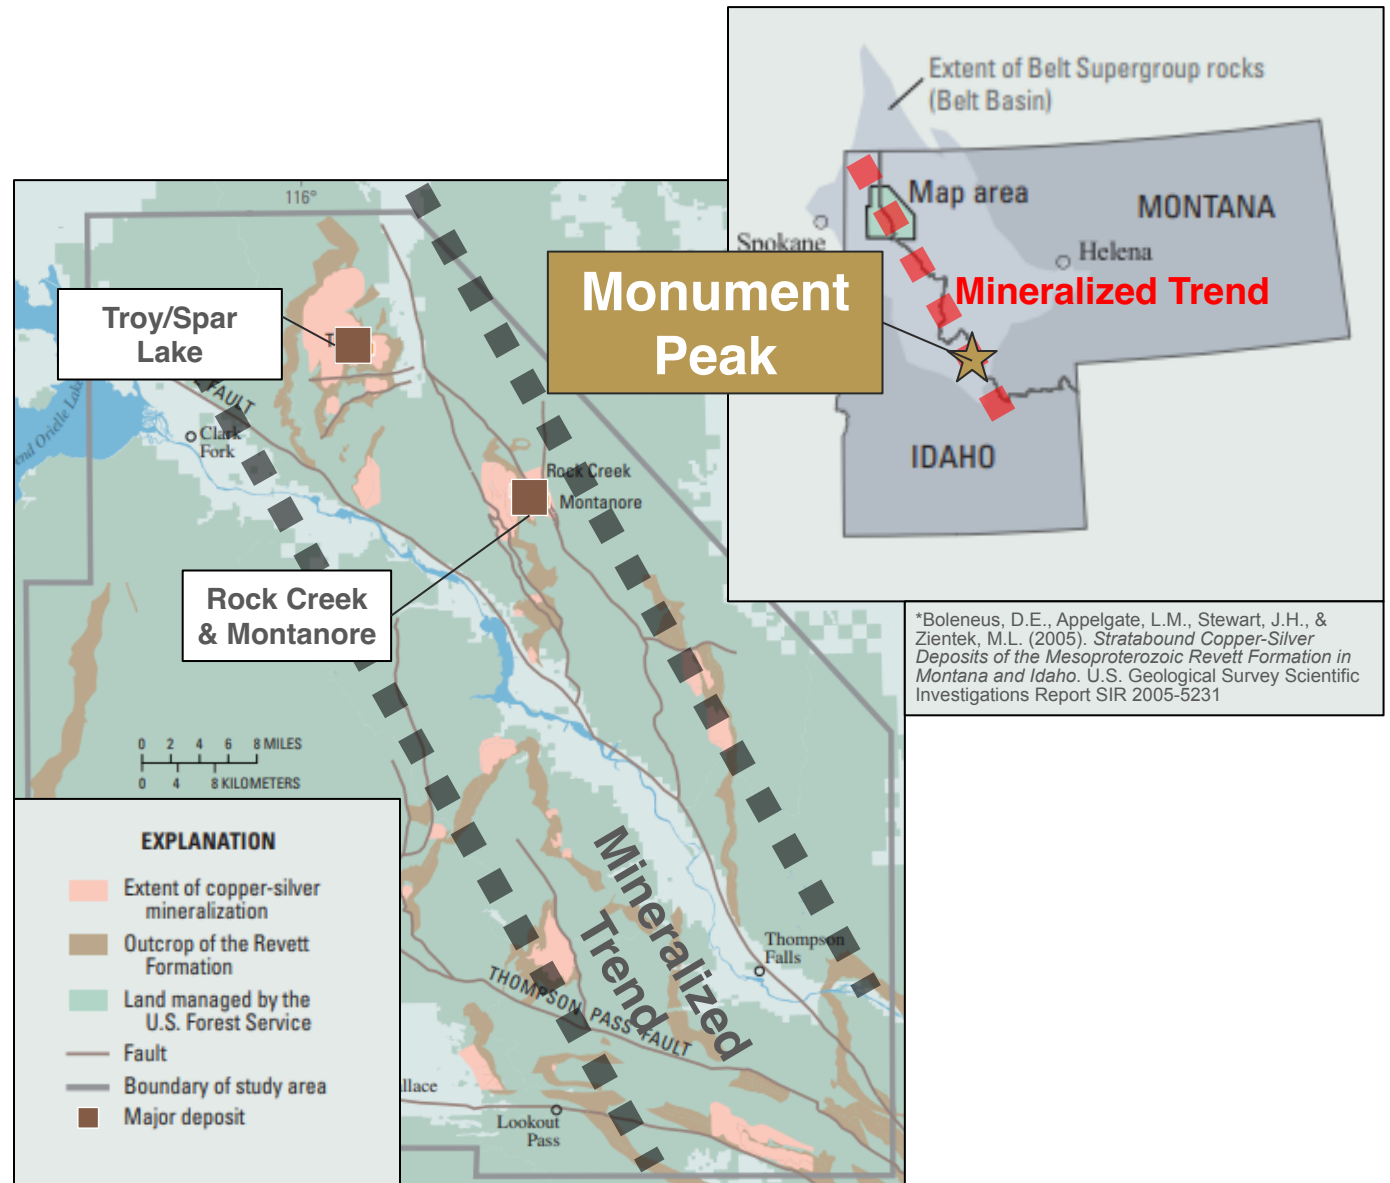 Extent of Belt Supergroup rocks
(Belt Basin)
Map area
MONTANA
Spokane
Helena
Mineralized Trend
IDAHO
Monument
Peak
116°
Troy/Spar
Lake
FAULT
Clark
Fork
Rock Creek
Montanore
Rock Creek
& Montanore
*Boleneus, D.E., Appelgate, L.M., Stewart, J.H., &
Zientek, M.L. (2005). Stratabound Copper-Silver
Deposits of the Mesoproterozoic Revett Formation in
Montana and Idaho. U.S. Geological Survey Scientific
Investigations Report SIR 2005-5231
0 2 4 6 8 MILES
0 4 8 KILOMETERS
Mineralized
Trend
Thompson
Falls
THOMPSON PASS FAULT
Lookout
Pass
EXPLANATION
Extent of copper-silver
mineralization
Outcrop of the Revett
Formation
Land managed by the
U.S. Forest Service
Fault
Boundary of study area
Major deposit